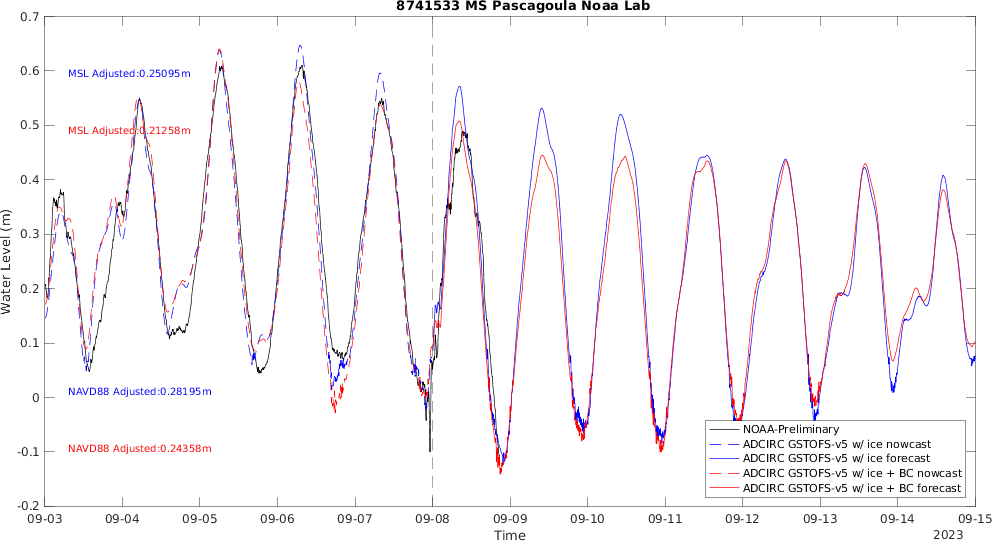 8741533 MS Pascagoula Noaa Lab
0.7
0.6
0.5
0.4
0.3
0.2
0.1
0
-0.1
-0.2
Water Level (m)
MSL Adjusted:0.25095m
MSL Adjusted:0.21258m
NAVD88 Adjusted:0.28195m
NAVD88 Adjusted:0.24358m
NOAA-Preliminary
ADCIRC GSTOFS-v5 w/ ice nowcast
ADCIRC GSTOFS-v5 w/ ice forecast
ADCIRC GSTOFS-v5 w/ ice + BC nowcast
ADCIRC GSTOFS-v5 w/ ice + BC forecast
09-03 09-04 09-05 09-06 09-07 09-08 09-09 09-10 09-11 09-12 09-13 09-14 09-15
Time
2023